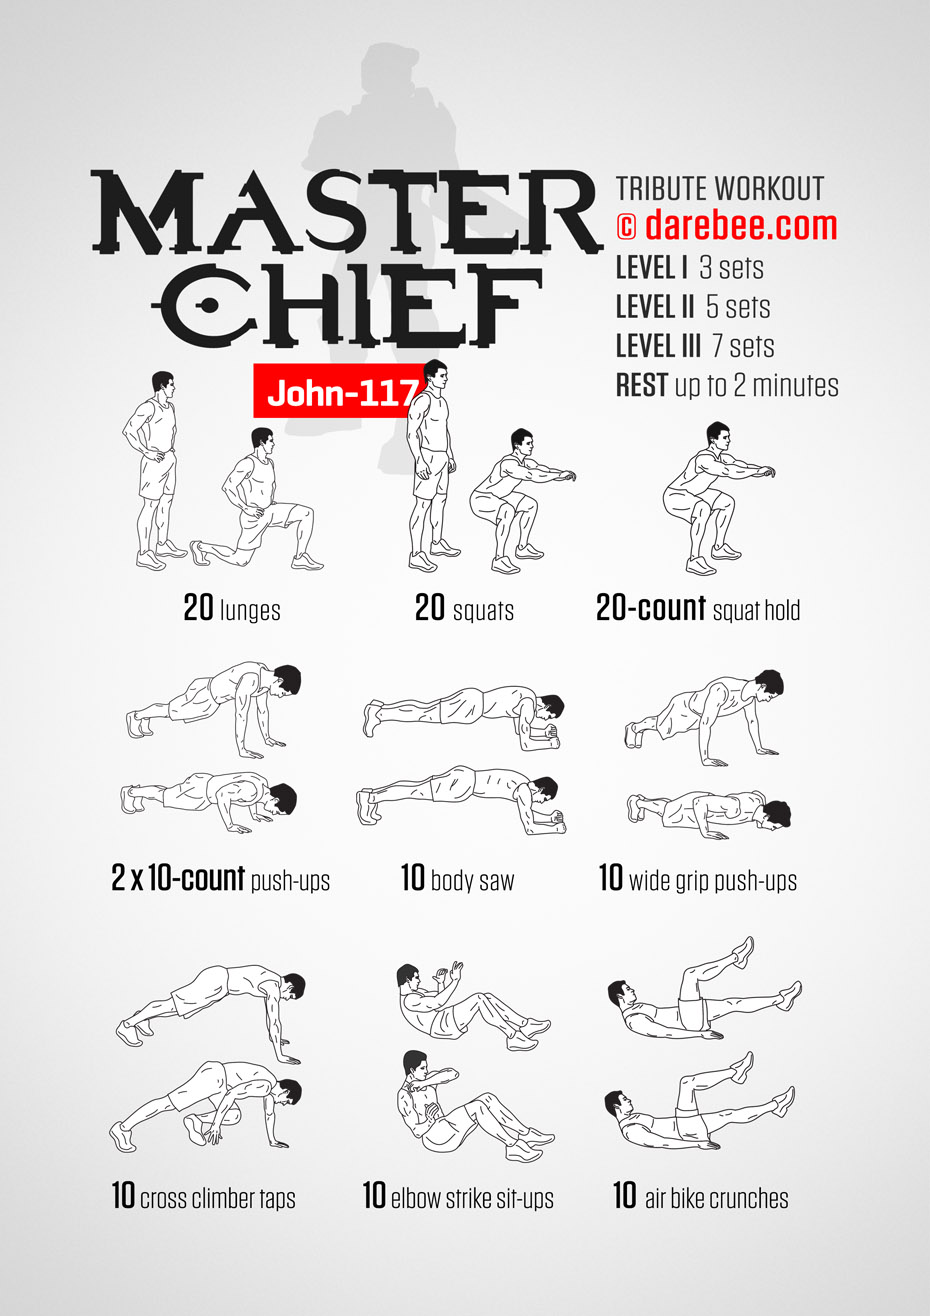 MASTER
CHIEF
John-117
TRIBUTE WORKOUT
© darebee.com
LEVEL I 3 sets
LEVEL II 5 sets
LEVEL III 7 sets
REST up to 2 minutes
20 lunges
20 squats
20-count squat hold
2 x 10-count push-ups
10 body saw
10 wide grip push-ups
10 cross climber taps
10 elbow strike sit-ups
10 air bike crunches